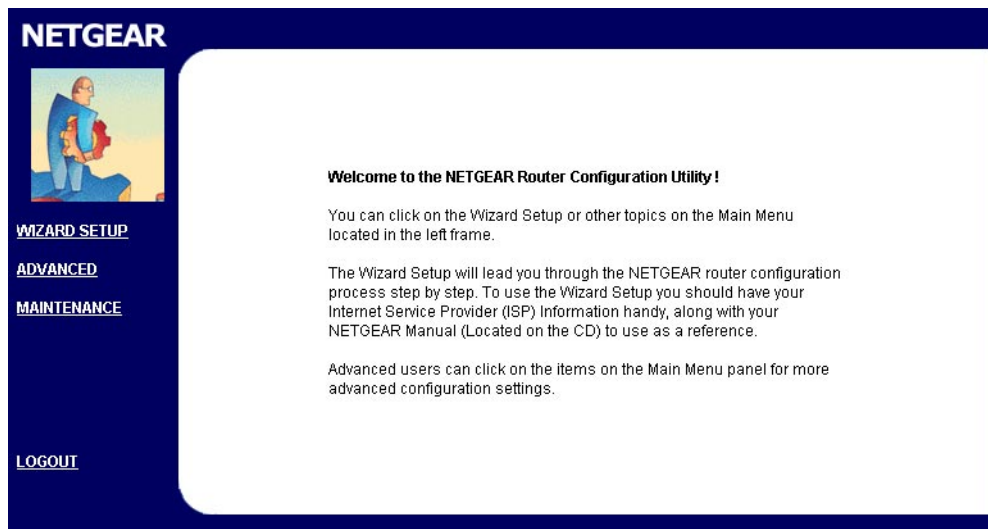 NETGEAR
WIZARD SETUP
ADVANCED
MAINTENANCE
LOGOUT
Welcome to the NETGEAR Router Configuration Utility !
You can click on the Wizard Setup or other topics on the Main Menu
located in the left frame.
The Wizard Setup will lead you through the NETGEAR router configuration
process step by step. To use the Wizard Setup you should have your
Internet Service Provider (ISP) Information handy, along with your
NETGEAR Manual (Located on the CD) to use as a reference.
Advanced users can click on the items on the Main Menu panel for more
advanced configuration settings.